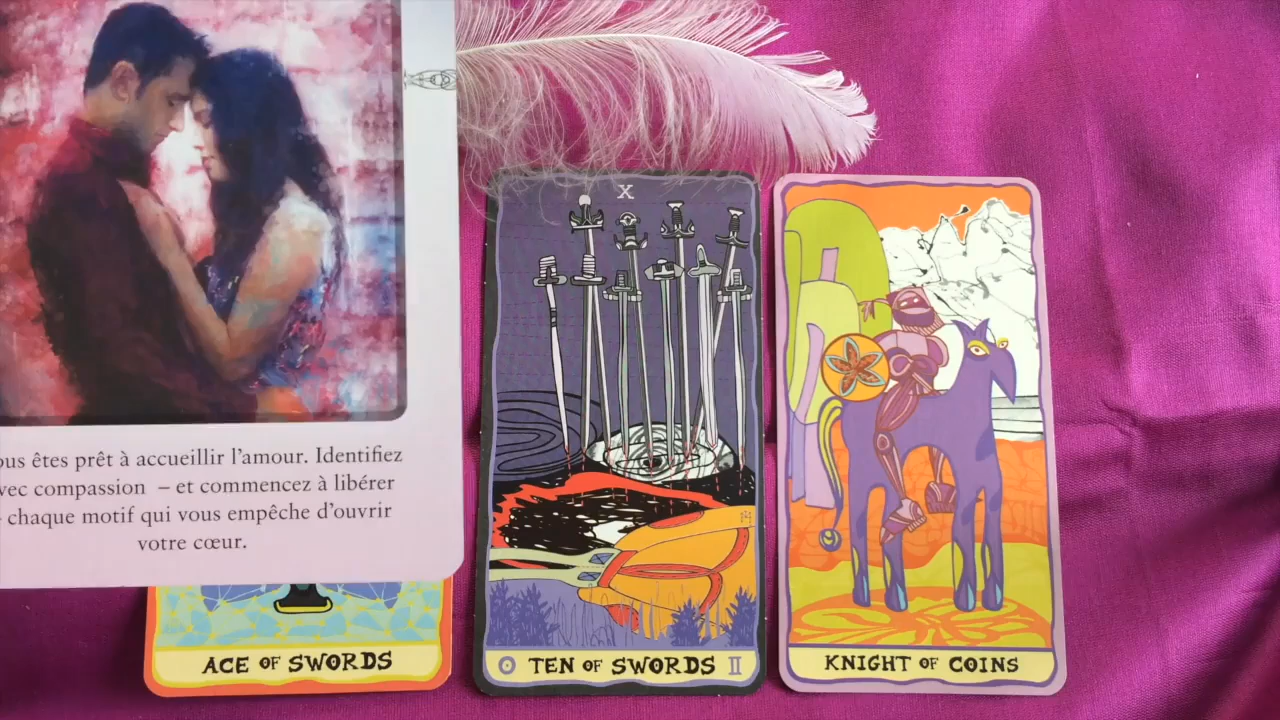 ous êtes prêt à accueillir l'amour. Identifiez
vec compassion – et commencez à libérer
chaque motif qui vous empêche d'ouvrir
votre cœur.
X
ACE OF SWORDS
TEN OF SWORDS II
KNIGHT OF COINS